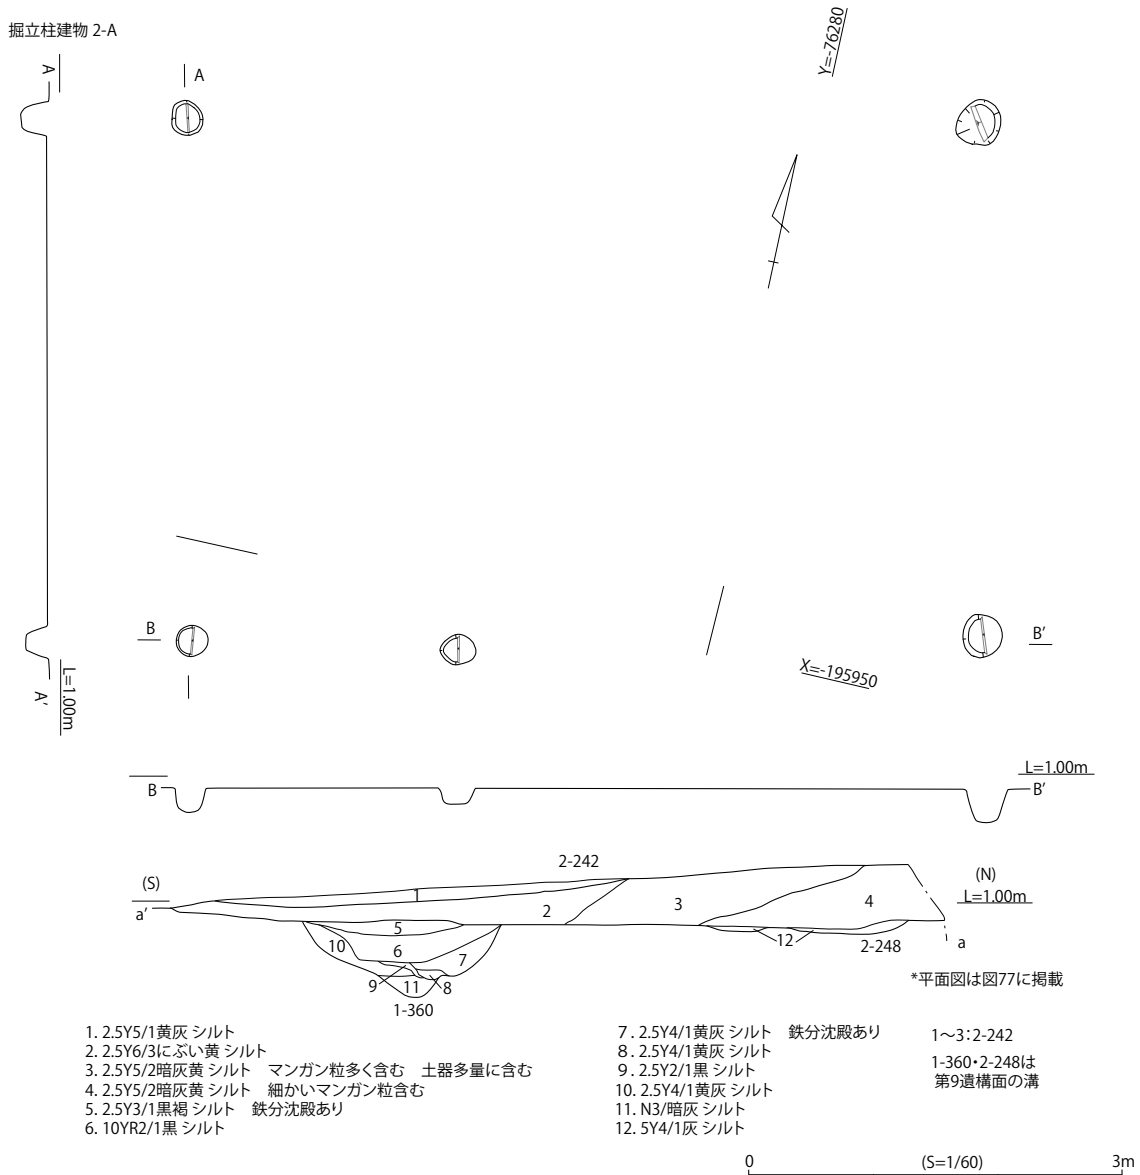 掘立柱建物 2-A
Y=-76280
A
A
B
B'
X=-195950
L=1.00m
A'
L=1.00m
B
B'
2-242
(S)
(N)
L=1.00m
a'
2
3
4
5
6
7
8
9
10
11
12
2-248
a
1-360
*平面図は図77に掲載
1. 2.5Y5/1黄灰 シルト
2. 2.5Y6/3にぶい黄 シルト
3. 2.5Y5/2暗灰黄 シルト　マンガン粒多く含む　土器多量に含む
4. 2.5Y5/2暗灰黄 シルト　細かいマンガン粒含む
5. 2.5Y3/1黒褐 シルト　鉄分沈殿あり
6. 10YR2/1黒 シルト
7. 2.5Y4/1黄灰 シルト　鉄分沈殿あり
8. 2.5Y4/1黄灰 シルト
9. 2.5Y2/1黒 シルト
10. 2.5Y4/1黄灰 シルト
11. N3/暗灰 シルト
12. 5Y4/1灰 シルト
1〜3:2-242
1-360・2-248は
第9遺構面の溝
0
(S=1/60)
3m